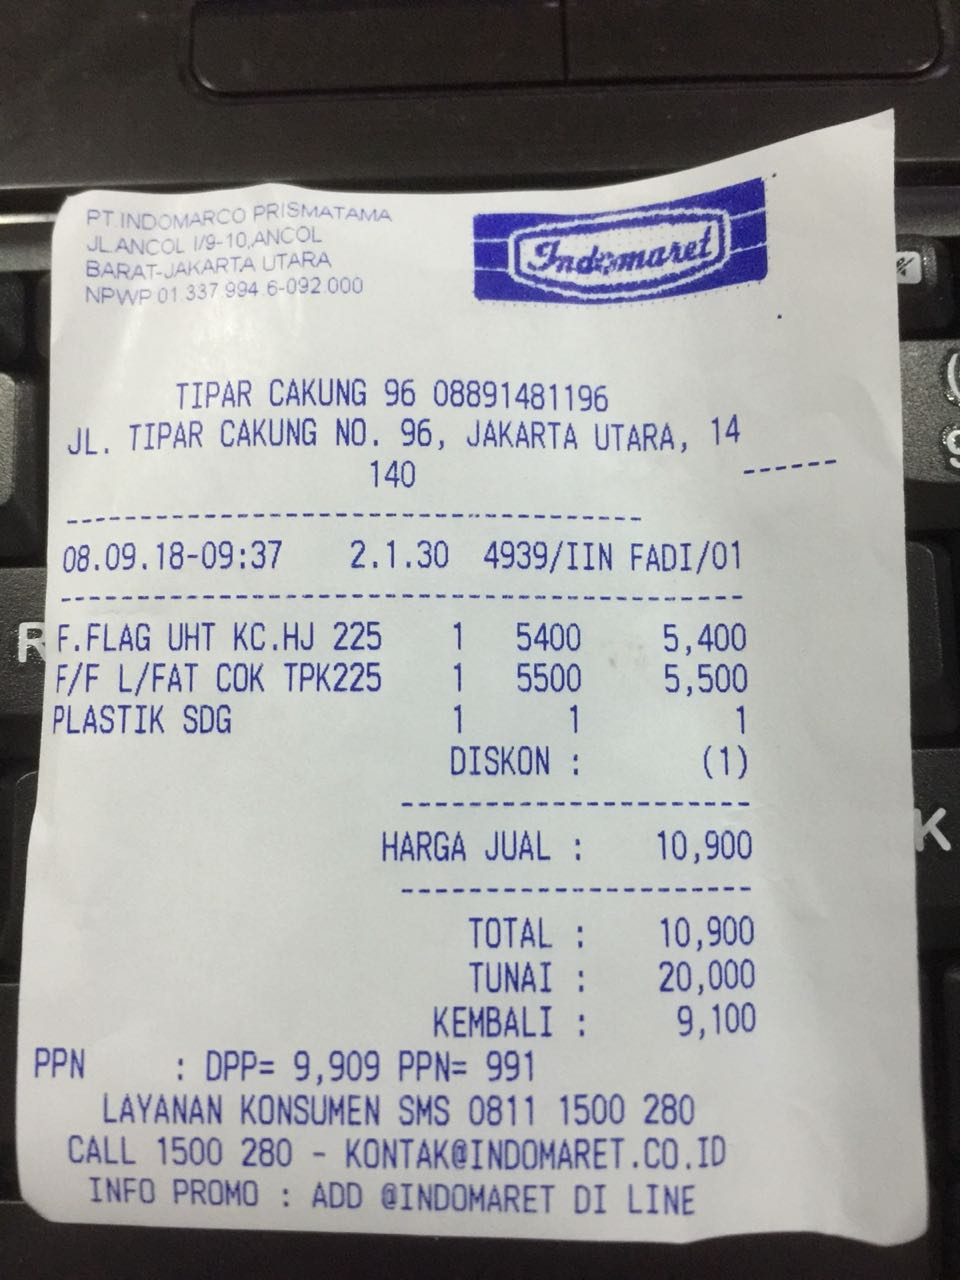 PT.INDOMARCO PRISMATAMA
JL.ANCOL I/9-10,ANCOL
BARAT-JAKARTA UTARA
NPWP 01.337.994.6-092.000
Indomaret
TIPAR CAKUNG 96 08891481196
JL. TIPAR CAKUNG NO. 96, JAKARTA UTARA, 14
140
08.09.18-09:37 2.1.30 4939/IIN FADI/01
F.FLAG UHT KC.HJ 225 1 5400 5,400
F/F L/FAT COK TPK225 1 5500 5,500
PLASTIK SDG 1 1 1
DISKON : (1)
HARGA JUAL : 10,900
TOTAL : 10,900
TUNAI : 20,000
KEMBALI : 9,100
PPN : DPP= 9,909 PPN= 991
LAYANAN KONSUMEN SMS 0811 1500 280
CALL 1500 280 - KONTAK@INDOMARET.CO.ID
INFO PROMO : ADD @INDOMARET DI LINE
R
(
9
K